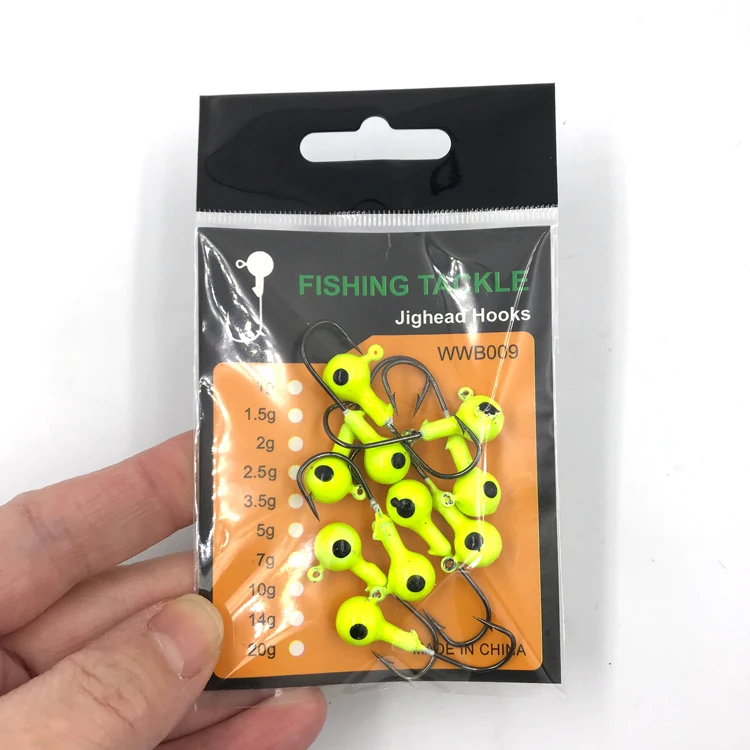 FISHING TACKLE
Jighead Hooks
WWB009
1.5g
2g
2.5g
3.5g
5g
7g
10g
14g
20g
MADE IN CHINA